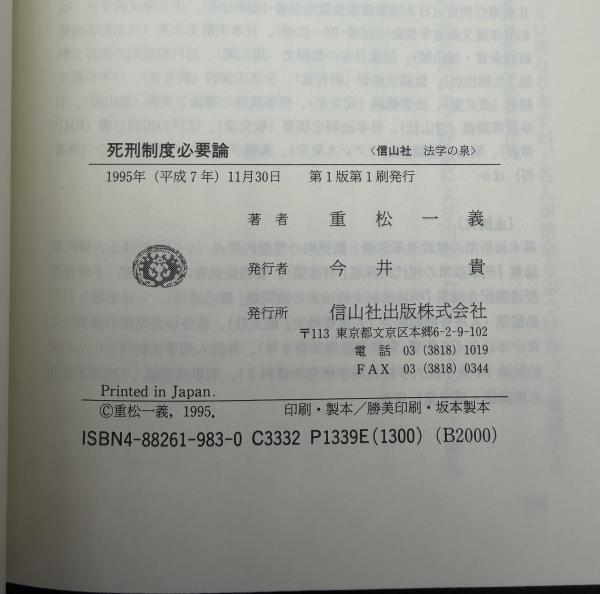 死刑制度必要論 〈信山社 法学の泉〉
1995年（平成7年）11月30日 第1版第1刷発行
著者 重松一義
発行者 今井貴
発行所 信山社出版株式会社
〒113 東京都文京区本郷6-2-9-102
電話 03 (3818) 1019
FAX 03 (3818) 0344
Printed in Japan.
©重松一義，1995. 印刷・製本／勝美印刷・坂本製本
ISBN4-88261-983-0 C3332 P1339E (1300) (B2000)